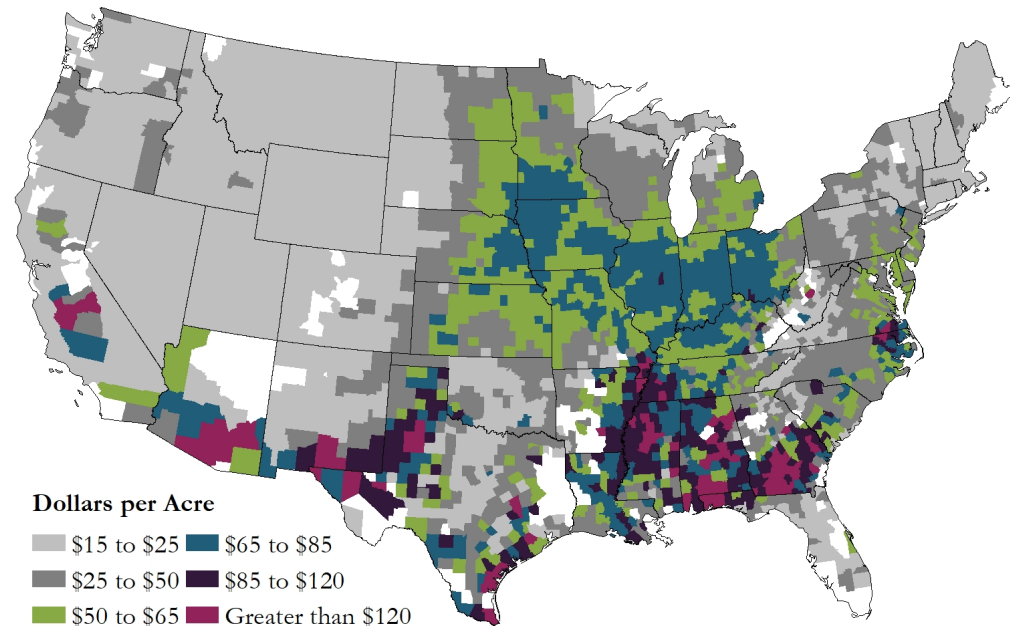 Dollars per Acre
$15 to $25 $65 to $85
$25 to $50 $85 to $120
$50 to $65 Greater than $120